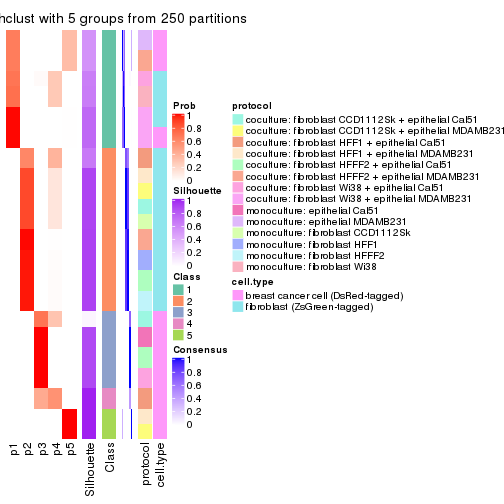 hclust with 5 groups from 250 partitions
Prob
1
0.8
0.6
0.4
0.2
0
Silhouette
1
0.8
0.6
0.4
0.2
0
Class
1
2
3
4
5
Consensus
1
0.8
0.6
0.4
0.2
0
protocol
coculture: fibroblast CCD1112Sk + epithelial Cal51
coculture: fibroblast CCD1112Sk + epithelial MDAMB231
coculture: fibroblast HFF1 + epithelial Cal51
coculture: fibroblast HFF1 + epithelial MDAMB231
coculture: fibroblast HFFF2 + epithelial Cal51
coculture: fibroblast HFFF2 + epithelial MDAMB231
coculture: fibroblast Wi38 + epithelial Cal51
coculture: fibroblast Wi38 + epithelial MDAMB231
monoculture: epithelial Cal51
monoculture: epithelial MDAMB231
monoculture: fibroblast CCD1112Sk
monoculture: fibroblast HFF1
monoculture: fibroblast HFFF2
monoculture: fibroblast Wi38
cell.type
breast cancer cell (DsRed-tagged)
fibroblast (ZsGreen-tagged)
p1
p2
p3
p4
p5
Silhouette
Class
protocol
cell.type